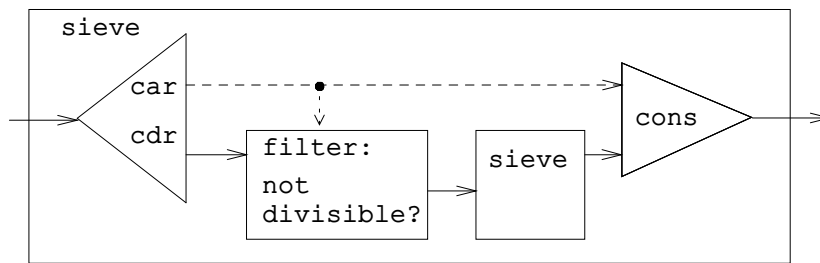 sieve
car
cdr
filter:
not
divisible?
sieve
cons